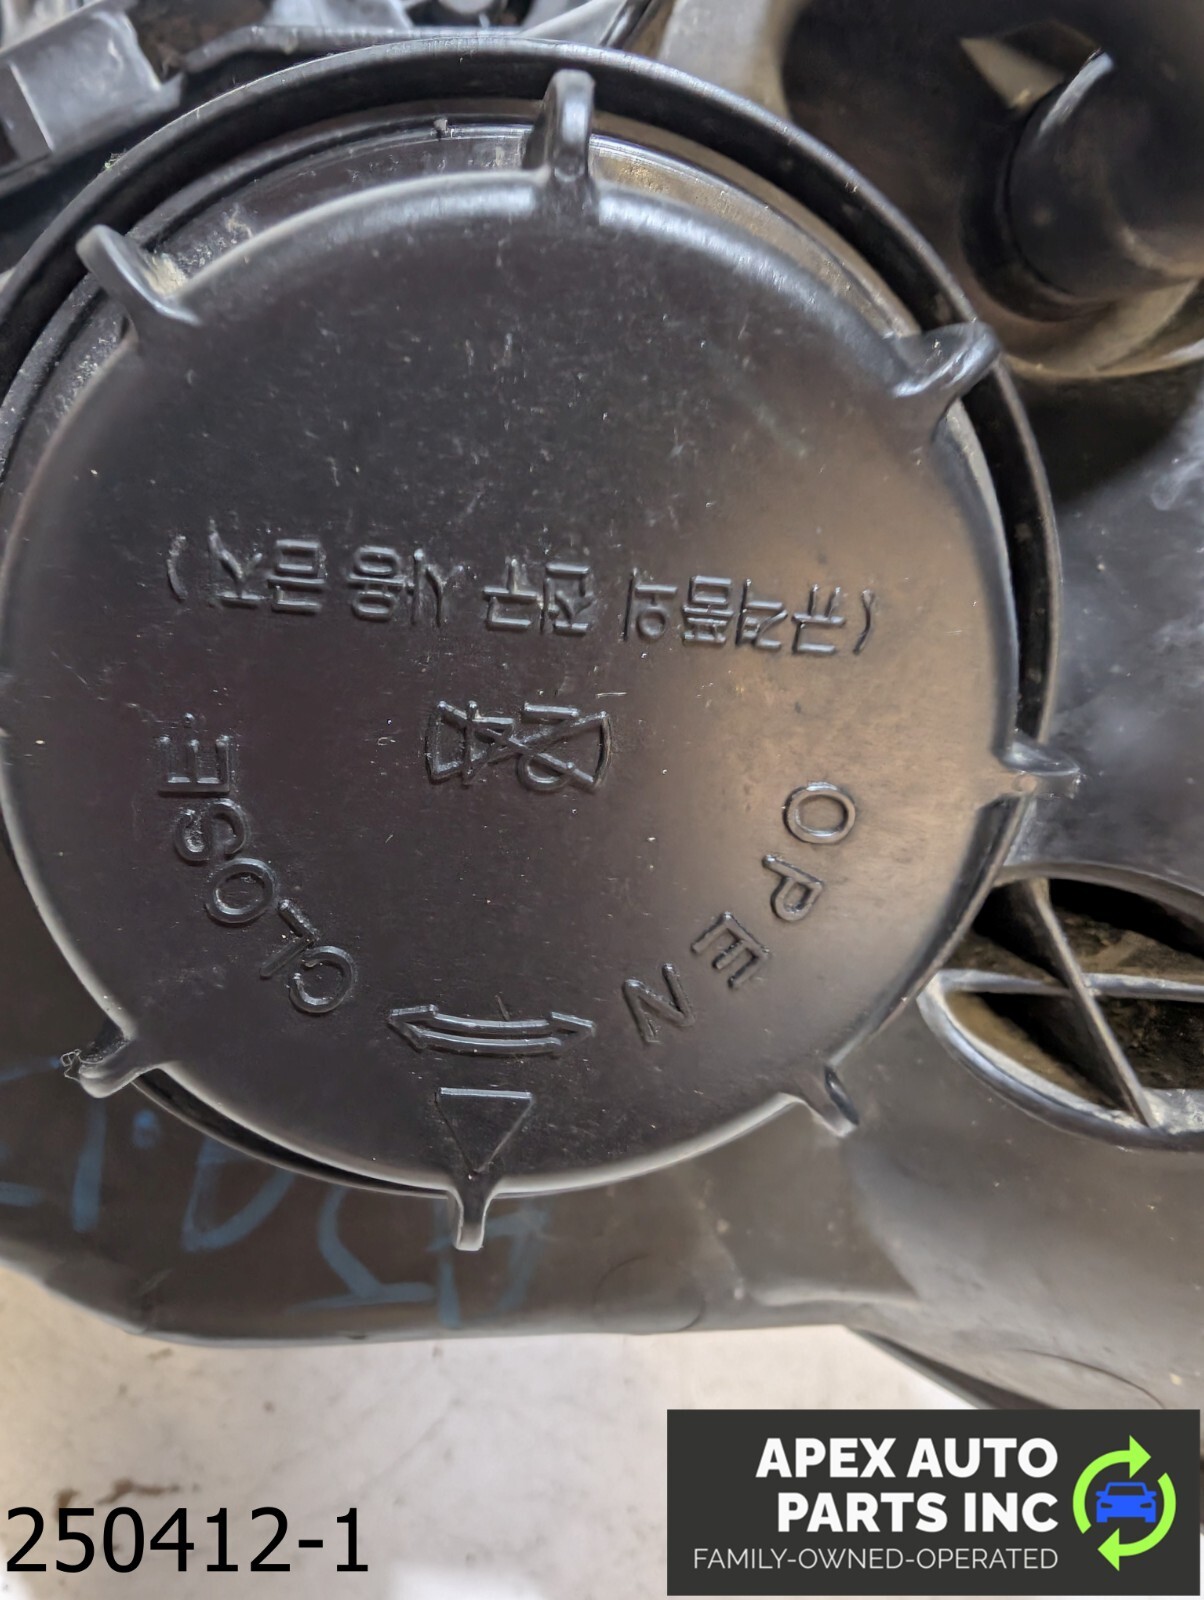 (규격품외 전구 사용 금지)
OPEN
CLOSE
250412-1
APEX AUTO
PARTS INC
FAMILY-OWNED-OPERATED